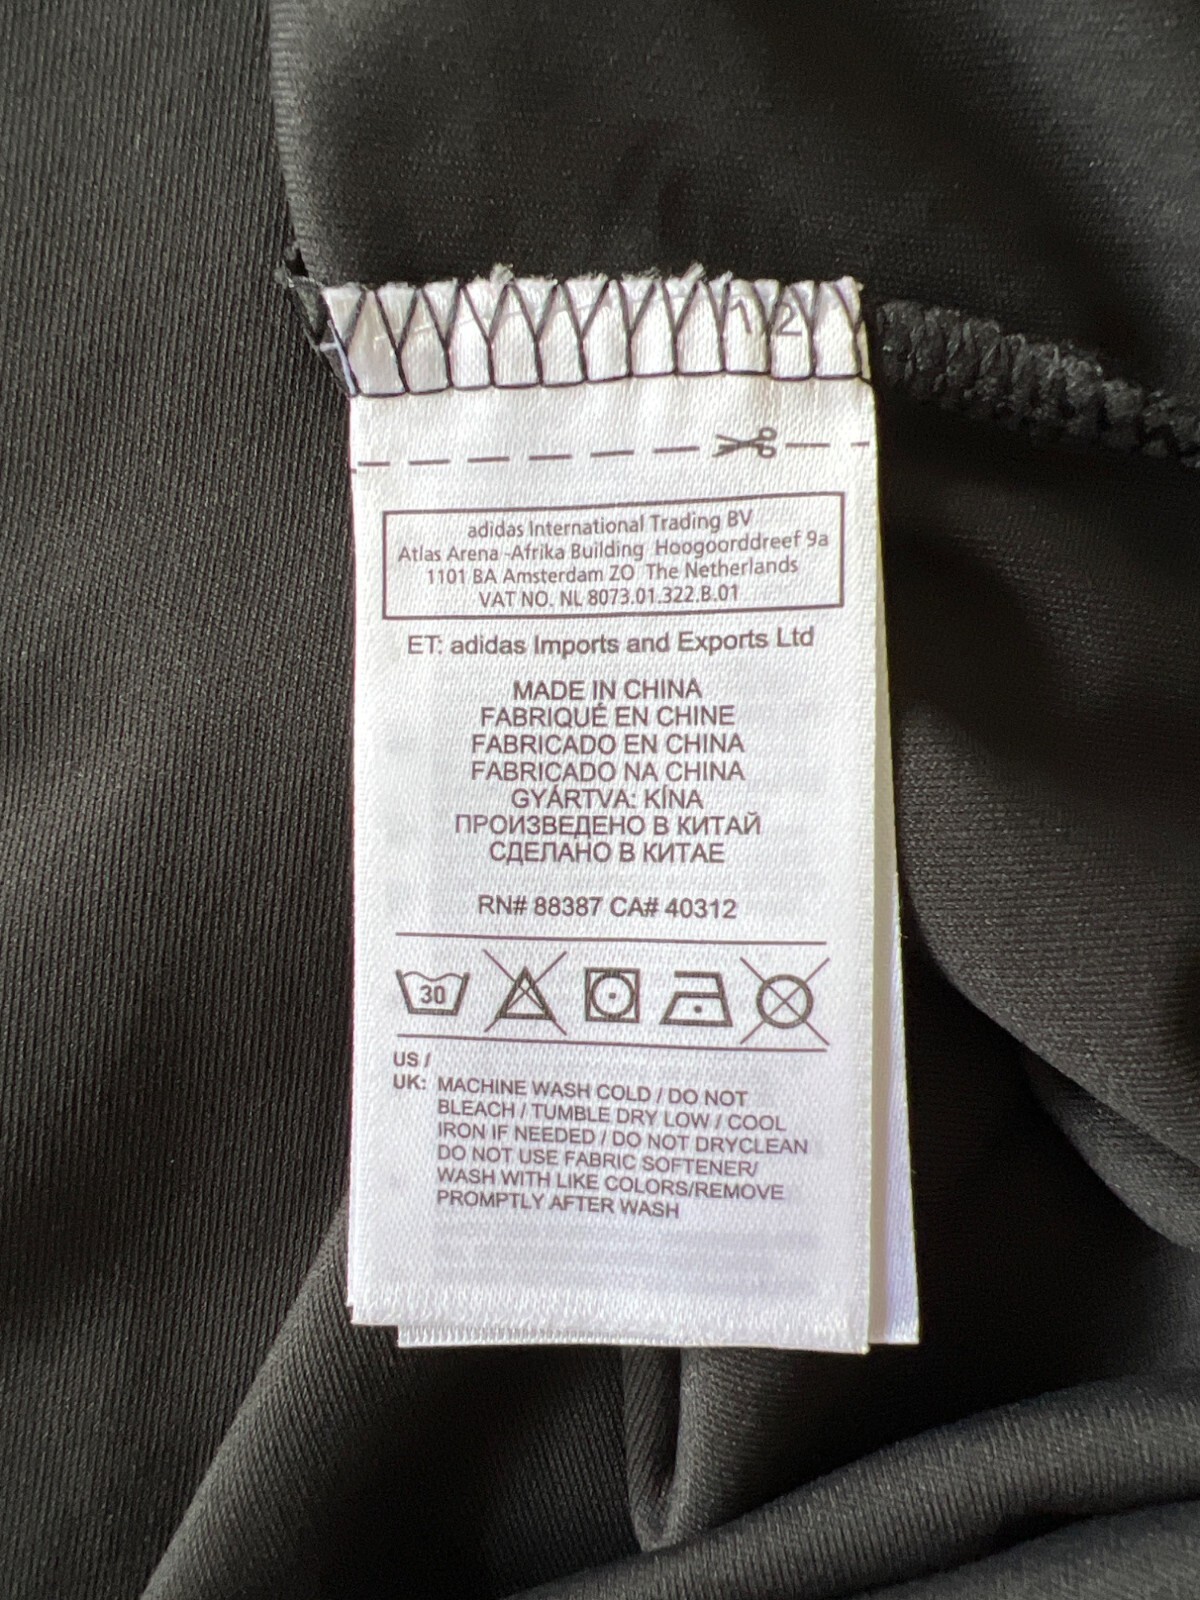 12
adidas International Trading BV
Atlas Arena -Afrika Building Hoogoorddreef 9a
1101 BA Amsterdam ZO The Netherlands
VAT NO. NL 8073.01.322.B.01
ET: adidas Imports and Exports Ltd
MADE IN CHINA
FABRIQUÉ EN CHINE
FABRICADO EN CHINA
FABRICADO NA CHINA
GYÁRTVA: KÍNA
ПРОИЗВЕДЕНО В КИТАЙ
СДЕЛАНО В КИТАЕ
RN# 88387 CA# 40312
30
US /
UK: MACHINE WASH COLD / DO NOT
BLEACH / TUMBLE DRY LOW / COOL
IRON IF NEEDED / DO NOT DRYCLEAN
DO NOT USE FABRIC SOFTENER/
WASH WITH LIKE COLORS/REMOVE
PROMPTLY AFTER WASH